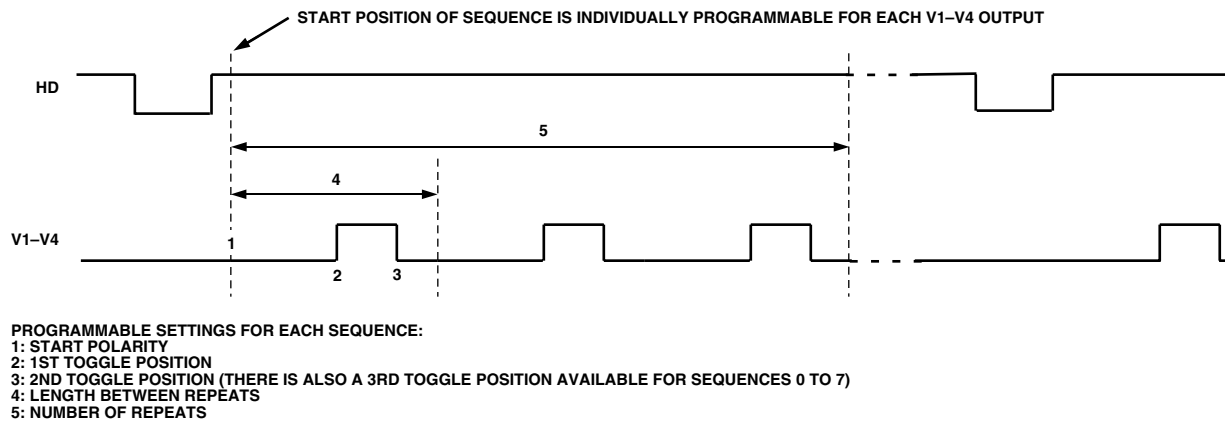 START POSITION OF SEQUENCE IS INDIVIDUALLY PROGRAMMABLE FOR EACH V1–V4 OUTPUT
HD
5
4
V1–V4
1
2
3
PROGRAMMABLE SETTINGS FOR EACH SEQUENCE:
1: START POLARITY
2: 1ST TOGGLE POSITION
3: 2ND TOGGLE POSITION (THERE IS ALSO A 3RD TOGGLE POSITION AVAILABLE FOR SEQUENCES 0 TO 7)
4: LENGTH BETWEEN REPEATS
5: NUMBER OF REPEATS